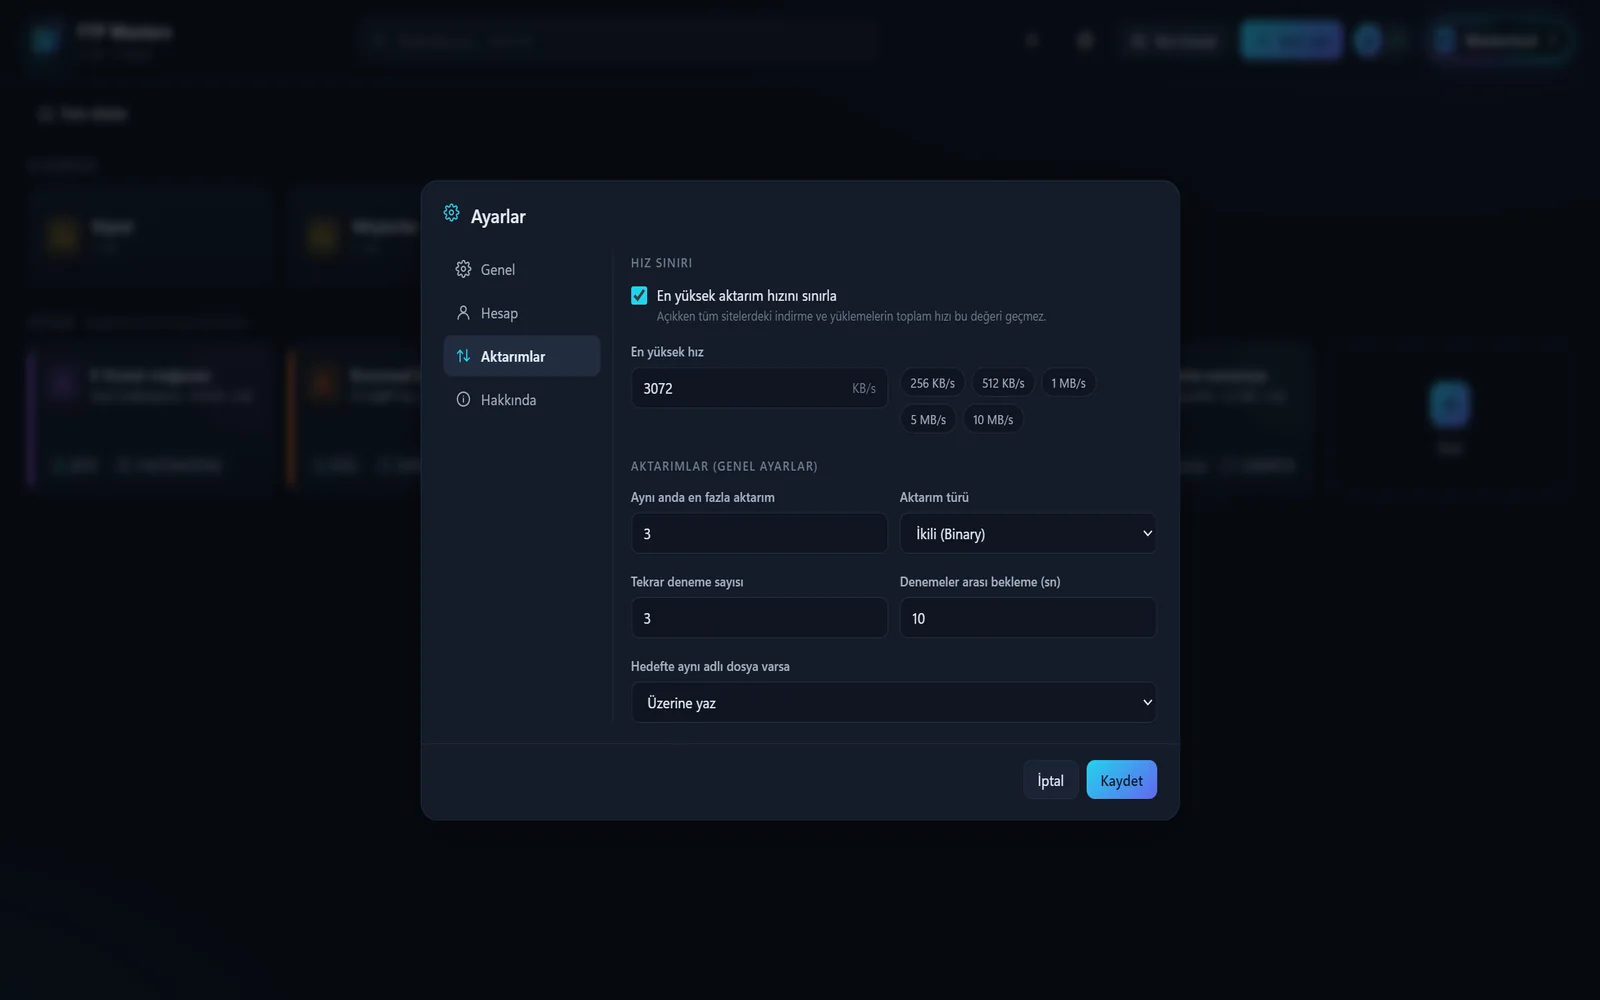 Ayarlar
Genel
Hesap
Aktarımlar
Hakkında
HIZ SINIRI
En yüksek aktarım hızını sınırla
Açıkken tüm sitelerdeki indirme ve yüklemelerin toplam hızı bu değeri geçmez.
En yüksek hız
3072 KB/s
256 KB/s 512 KB/s 1 MB/s
5 MB/s 10 MB/s
AKTARIMLAR (GENEL AYARLAR)
Aynı anda en fazla aktarım
3
Aktarım türü
İkili (Binary)
Tekrar deneme sayısı
3
Denemeler arası bekleme (sn)
10
Hedefte aynı adlı dosya varsa
Üzerine yaz
İptal
Kaydet